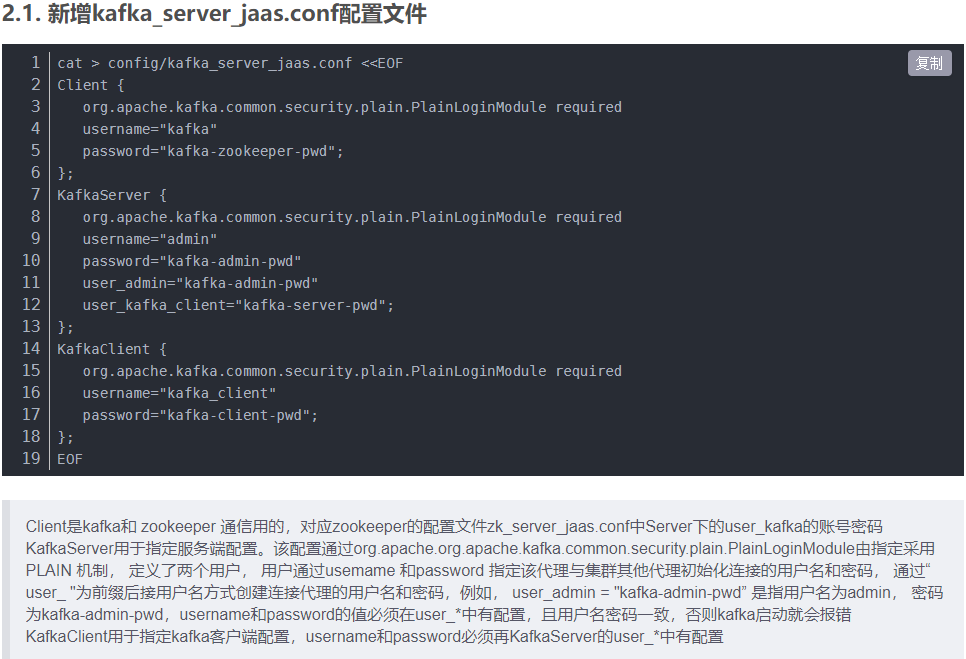 2.1. 新增kafka_server_jaas.conf配置文件
复制
1 cat > config/kafka_server_jaas.conf <<EOF
2 Client {
3    org.apache.kafka.common.security.plain.PlainLoginModule required
4    username="kafka"
5    password="kafka-zookeeper-pwd";
6 };
7 KafkaServer {
8    org.apache.kafka.common.security.plain.PlainLoginModule required
9    username="admin"
10    password="kafka-admin-pwd"
11    user_admin="kafka-admin-pwd"
12    user_kafka_client="kafka-server-pwd";
13 };
14 KafkaClient {
15    org.apache.kafka.common.security.plain.PlainLoginModule required
16    username="kafka_client"
17    password="kafka-client-pwd";
18 };
19 EOF
Client是kafka和 zookeeper 通信用的，对应zookeeper的配置文件zk_server_jaas.conf中Server下的user_kafka的账号密码
KafkaServer用于指定服务端配置。该配置通过org.apache.org.apache.kafka.common.security.plain.PlainLoginModule由指定采用
PLAIN 机制， 定义了两个用户， 用户通过usemame 和password 指定该代理与集群其他代理初始化连接的用户名和密码， 通过“
user_ "为前缀后接用户名方式创建连接代理的用户名和密码，例如， user_admin = "kafka-admin-pwd” 是指用户名为admin， 密码
为kafka-admin-pwd，username和password的值必须在user_*中有配置，且用户名密码一致，否则kafka启动就会报错
KafkaClient用于指定kafka客户端配置，username和password必须再KafkaServer的user_*中有配置